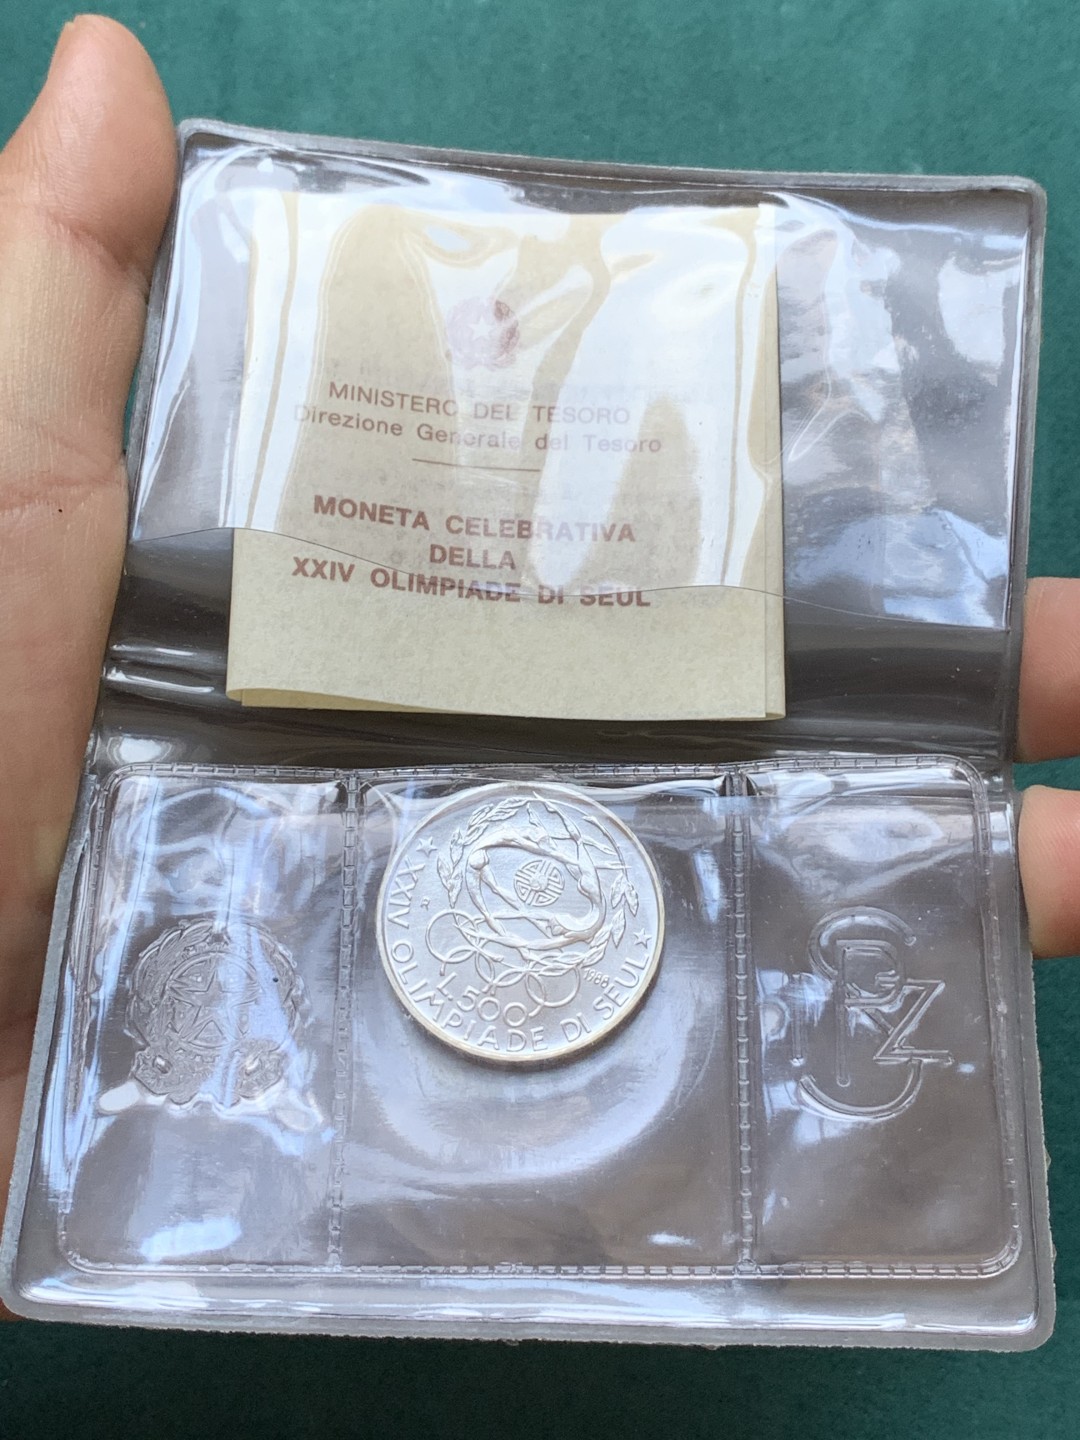 MINISTERO DEL TESORO
Direzione Generale del Tesoro
MONETA CELEBRATIVA
DELLA
XXIV OLIMPIADE DI SEUL
XXIV OLIMPIADE DI SEUL
L.500
1988
R